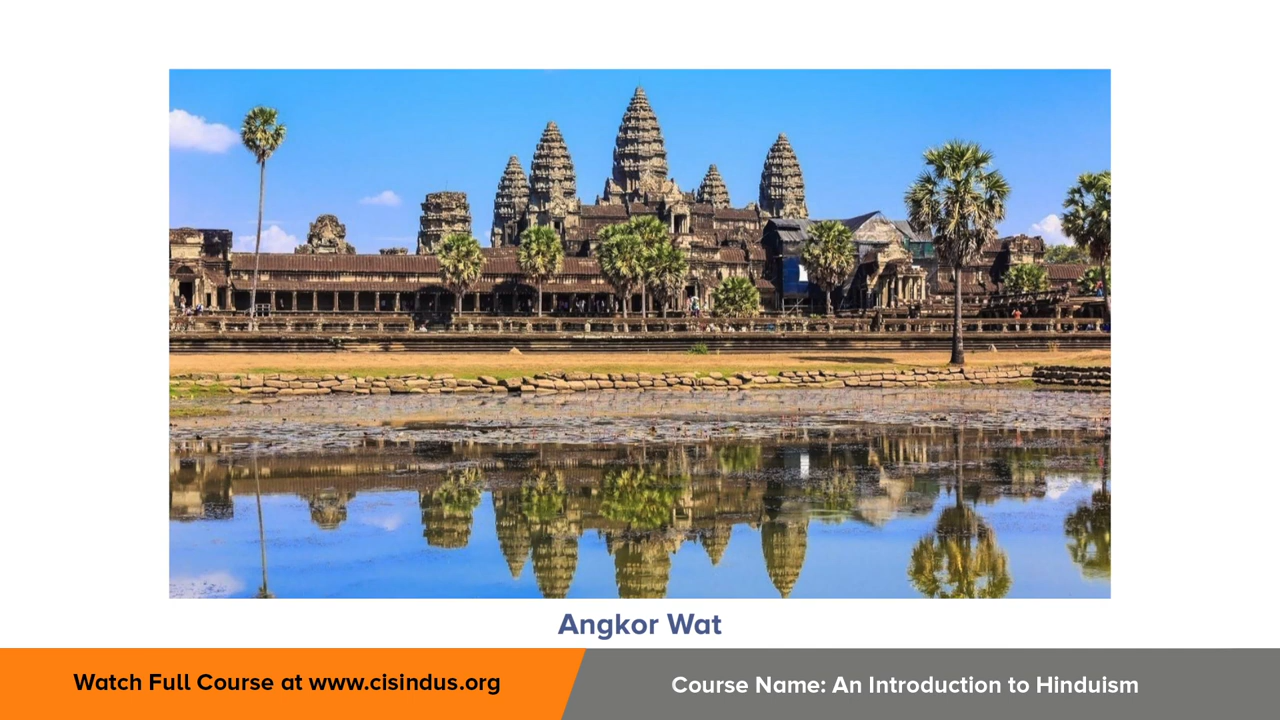 Angkor Wat
Watch Full Course at www.cisindus.org
Course Name: An Introduction to Hinduism